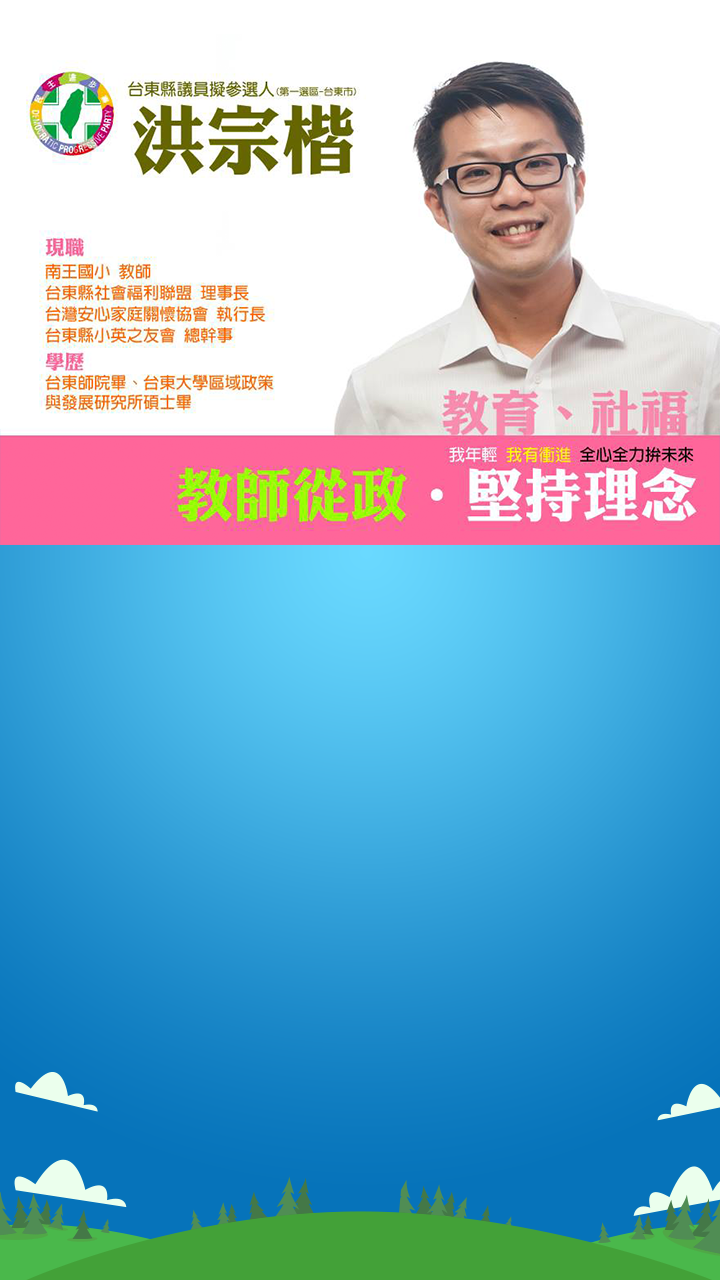 民主進步黨
DEMOCRATIC PROGRESSIVE PARTY
台東縣議員擬參選人(第一選區-台東市)
洪宗楷
現職
南王國小 教師
台東縣社會福利聯盟 理事長
台灣安心家庭關懷協會 執行長
台東縣小英之友會 總幹事
學歷
台東師院畢、台東大學區域政策
與發展研究所碩士畢
教育、社福
我年輕 我有衝進 全心全力拚未來
教師從政・堅持理念